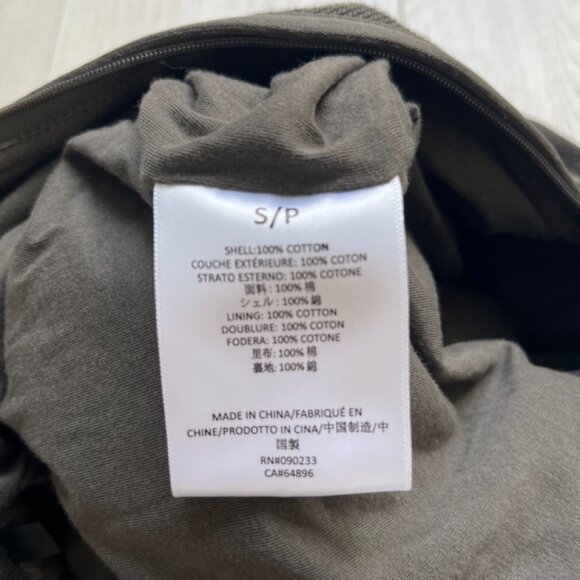 S/P
SHELL:100% COTTON
COUCHE EXTÉRIEURE: 100% COTON
STRATO ESTERNO: 100% COTONE
面料: 100% 棉
シェル: 100% 綿
LINING: 100% COTTON
DOUBLURE: 100% COTON
FODERA: 100% COTONE
里布: 100% 棉
裏地: 100% 綿
MADE IN CHINA/FABRIQUÉ EN
CHINE/PRODOTTO IN CINA/中国制造/中
国製
RN#090233
CA#64896